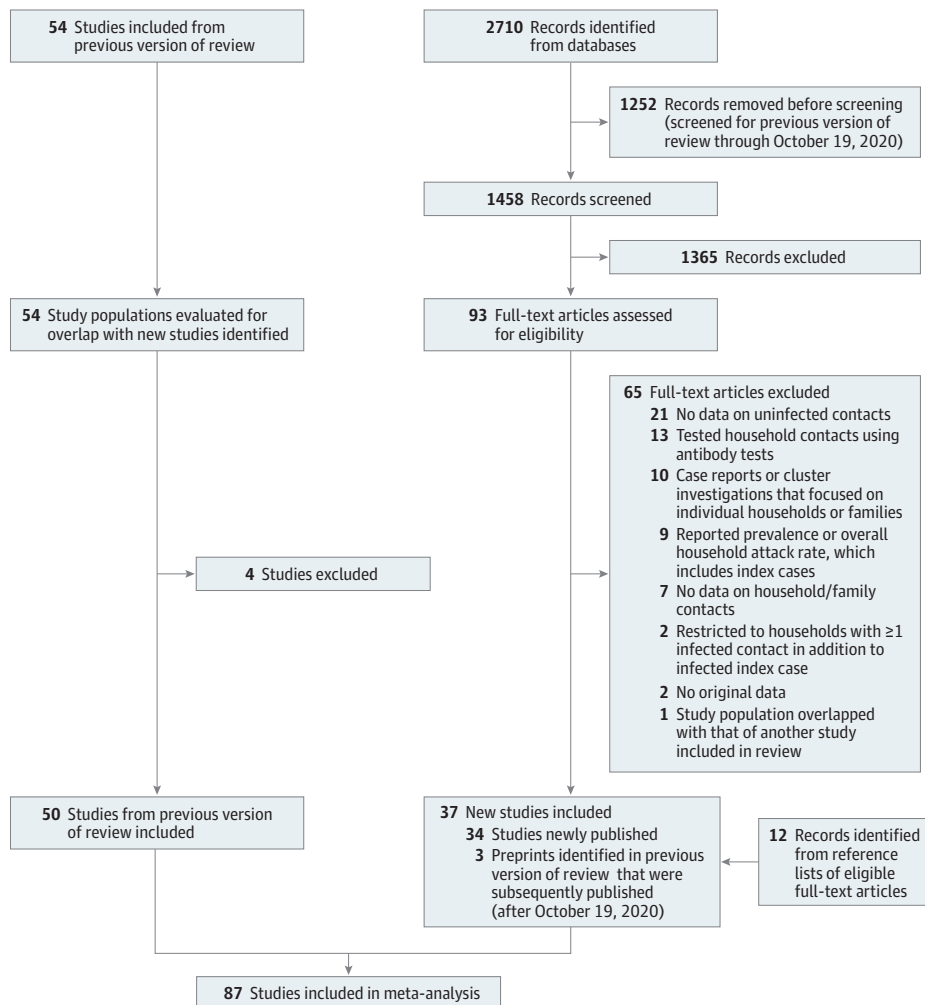 54 Studies included from
previous version of review
2710 Records identified
from databases
1252 Records removed before screening
(screened for previous version of
review through October 19, 2020)
1458 Records screened
1365 Records excluded
54 Study populations evaluated for
overlap with new studies identified
93 Full-text articles assessed
for eligibility
65 Full-text articles excluded
21 No data on uninfected contacts
13 Tested household contacts using
antibody tests
10 Case reports or cluster
investigations that focused on
individual households or families
9 Reported prevalence or overall
household attack rate, which
includes index cases
7 No data on household/family
contacts
2 Restricted to households with ≥1
infected contact in addition to
infected index case
2 No original data
1 Study population overlapped
with that of another study
included in review
4 Studies excluded
50 Studies from previous version
of review included
37 New studies included
34 Studies newly published
3 Preprints identified in previous
version of review that were
subsequently published
(after October 19, 2020)
12 Records identified
from reference
lists of eligible
full-text articles
87 Studies included in meta-analysis